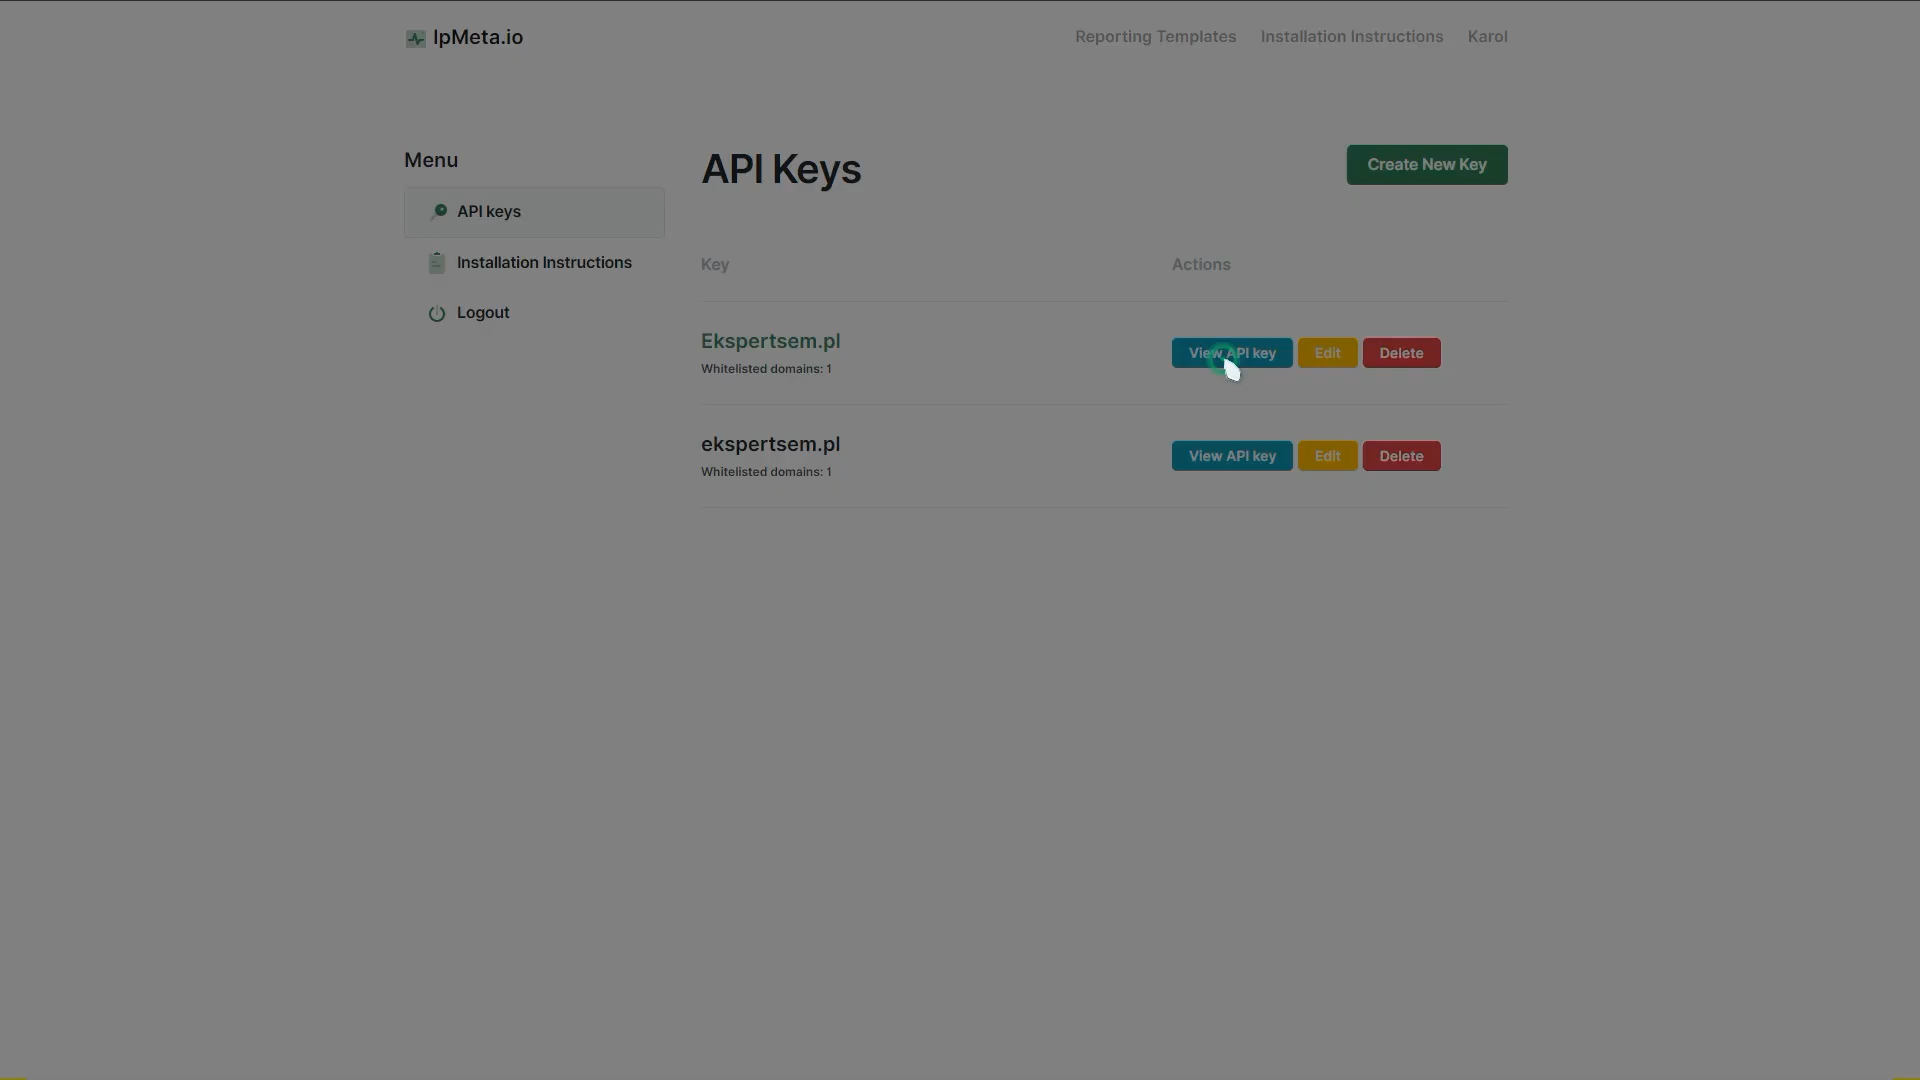 IpMeta.io
Reporting Templates
Installation Instructions
Karol
Menu
API keys
Installation Instructions
Logout
API Keys
Create New Key
Key
Actions
Ekspertsem.pl
Whitelisted domains: 1
View API key
Edit
Delete
ekspertsem.pl
Whitelisted domains: 1
View API key
Edit
Delete